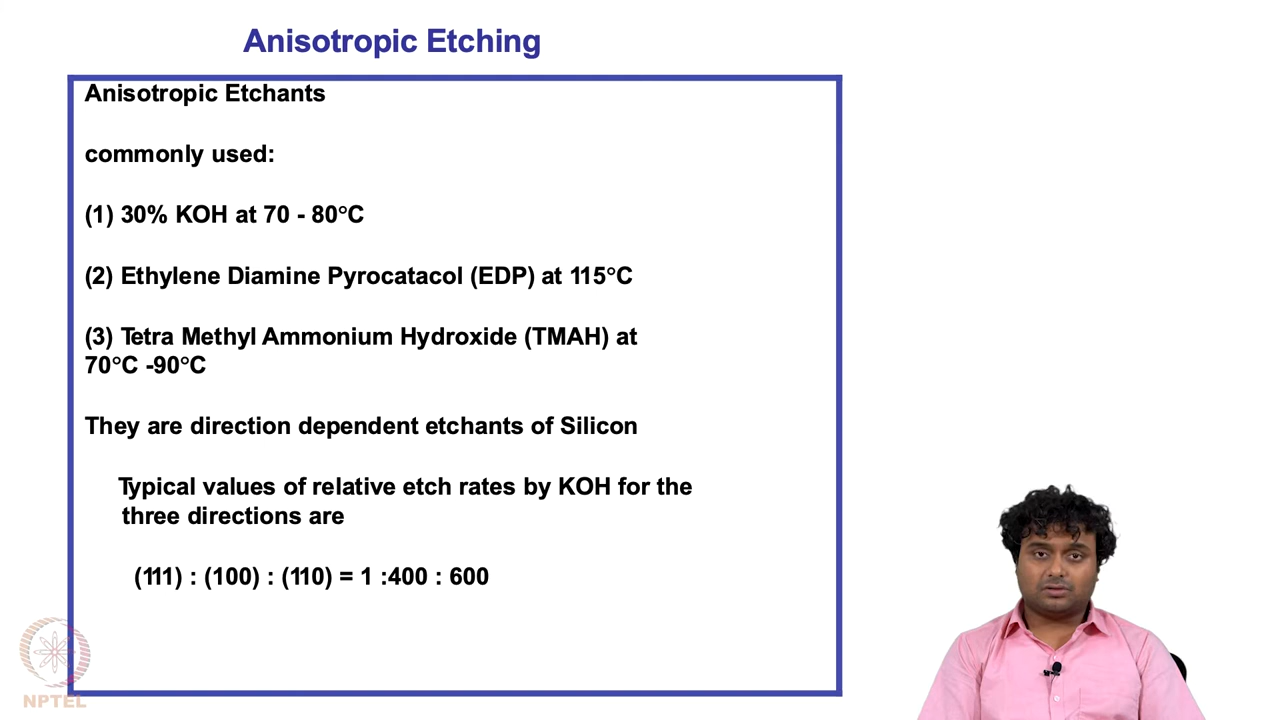 Anisotropic Etching
Anisotropic Etchants
commonly used:
(1) 30% KOH at 70 - 80°C
(2) Ethylene Diamine Pyrocatacol (EDP) at 115°C
(3) Tetra Methyl Ammonium Hydroxide (TMAH) at
70°C -90°C
They are direction dependent etchants of Silicon
Typical values of relative etch rates by KOH for the
three directions are
(111) : (100) : (110) = 1 :400 : 600
NPTEL